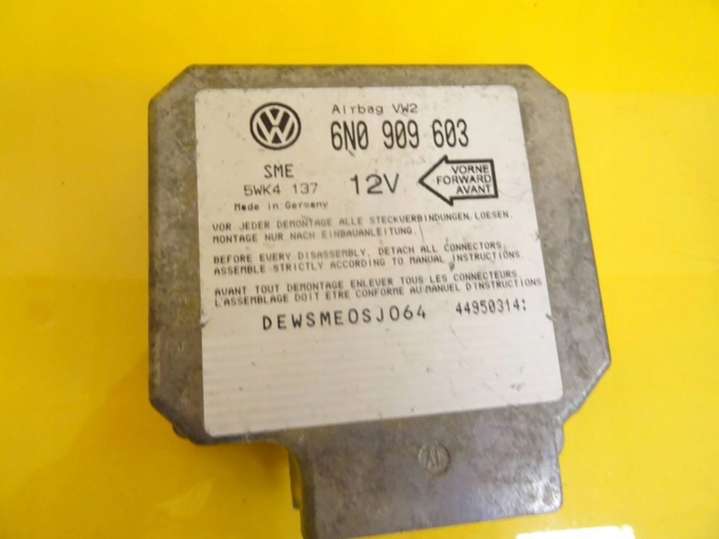 Airbag VW2
6N0 909 603
SME
5WK4 137
Made in Germany
12V
VORNE
FORWARD
AVANT
VOR JEDER DEMONTAGE ALLE STECKVERBINDUNGEN LOESEN.
MONTAGE NUR NACH EINBAUANLEITUNG.
BEFORE EVERY DISASSEMBLY, DETACH ALL CONNECTORS,
ASSEMBLE STRICTLY ACCORDING TO MANUAL INSTRUCTIONS.
AVANT TOUT DEMONTAGE ENLEVER TOUS LES CONNECTEURS
L'ASSEMBLAGE DOIT ETRE CONFORME AU MANUEL D'INSTRUCTIONS
DEWSME0SJ064
44950314: